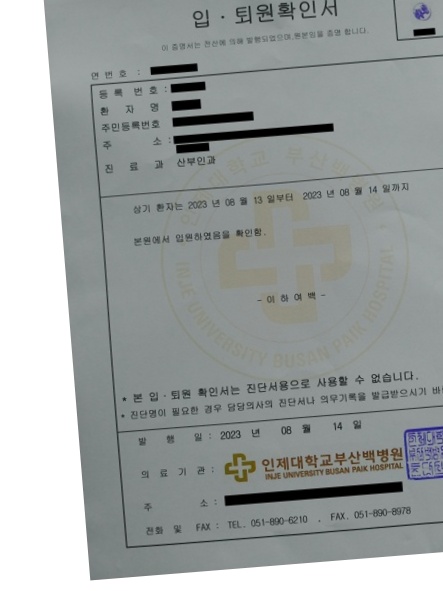 입 · 퇴원확인서
이 증명서는 전산에 의해 발행되었으며,원본임을 증명 합니다.
연 번 호 :
등 록 번 호 :
환 자 명
주민등록번호
주 소 :
진 료 과 산부인과
상기 환자는 2023 년 08 월 13 일부터 2023 년 08 월 14 일까지
본원에서 입원하였음을 확인함.
- 이 하 여 백 -
인제대학교 부산백병원
INJE UNIVERSITY BUSAN PAIK HOSPITAL
* 본 입 · 퇴원 확인서는 진단서용으로 사용할 수 없습니다.
* 진단명이 필요한 경우 담당의사의 진단서나 의무기록을 발급받으시기
발 행 일 : 2023 년 08 월 14 일
의 료 기 관 : 인제대학교부산백병원
INJE UNIVERSITY BUSAN PAIK HOSPITAL
주 소 :
전화 및 FAX : TEL. 051-890-6210 , FAX. 051-890-8978